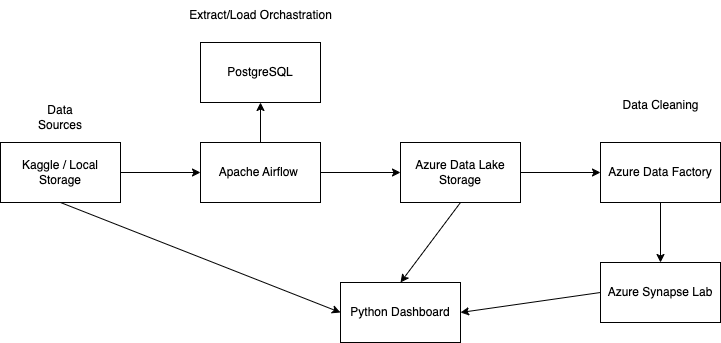 Extract/Load Orchastration
PostgreSQL
Data
Sources
Data Cleaning
Kaggle / Local
Storage
Apache Airflow
Azure Data Lake
Storage
Azure Data Factory
Python Dashboard
Azure Synapse Lab